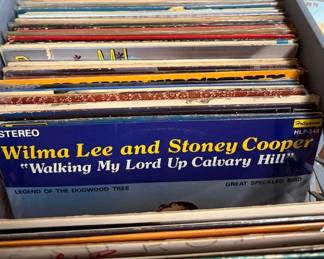 STEREO
Hollywood
HLP-348
Wilma Lee and Stoney Cooper
"Walking My Lord Up Calvary Hill"
LEGEND OF THE DOGWOOD TREE
GREAT SPECKLED BIRD